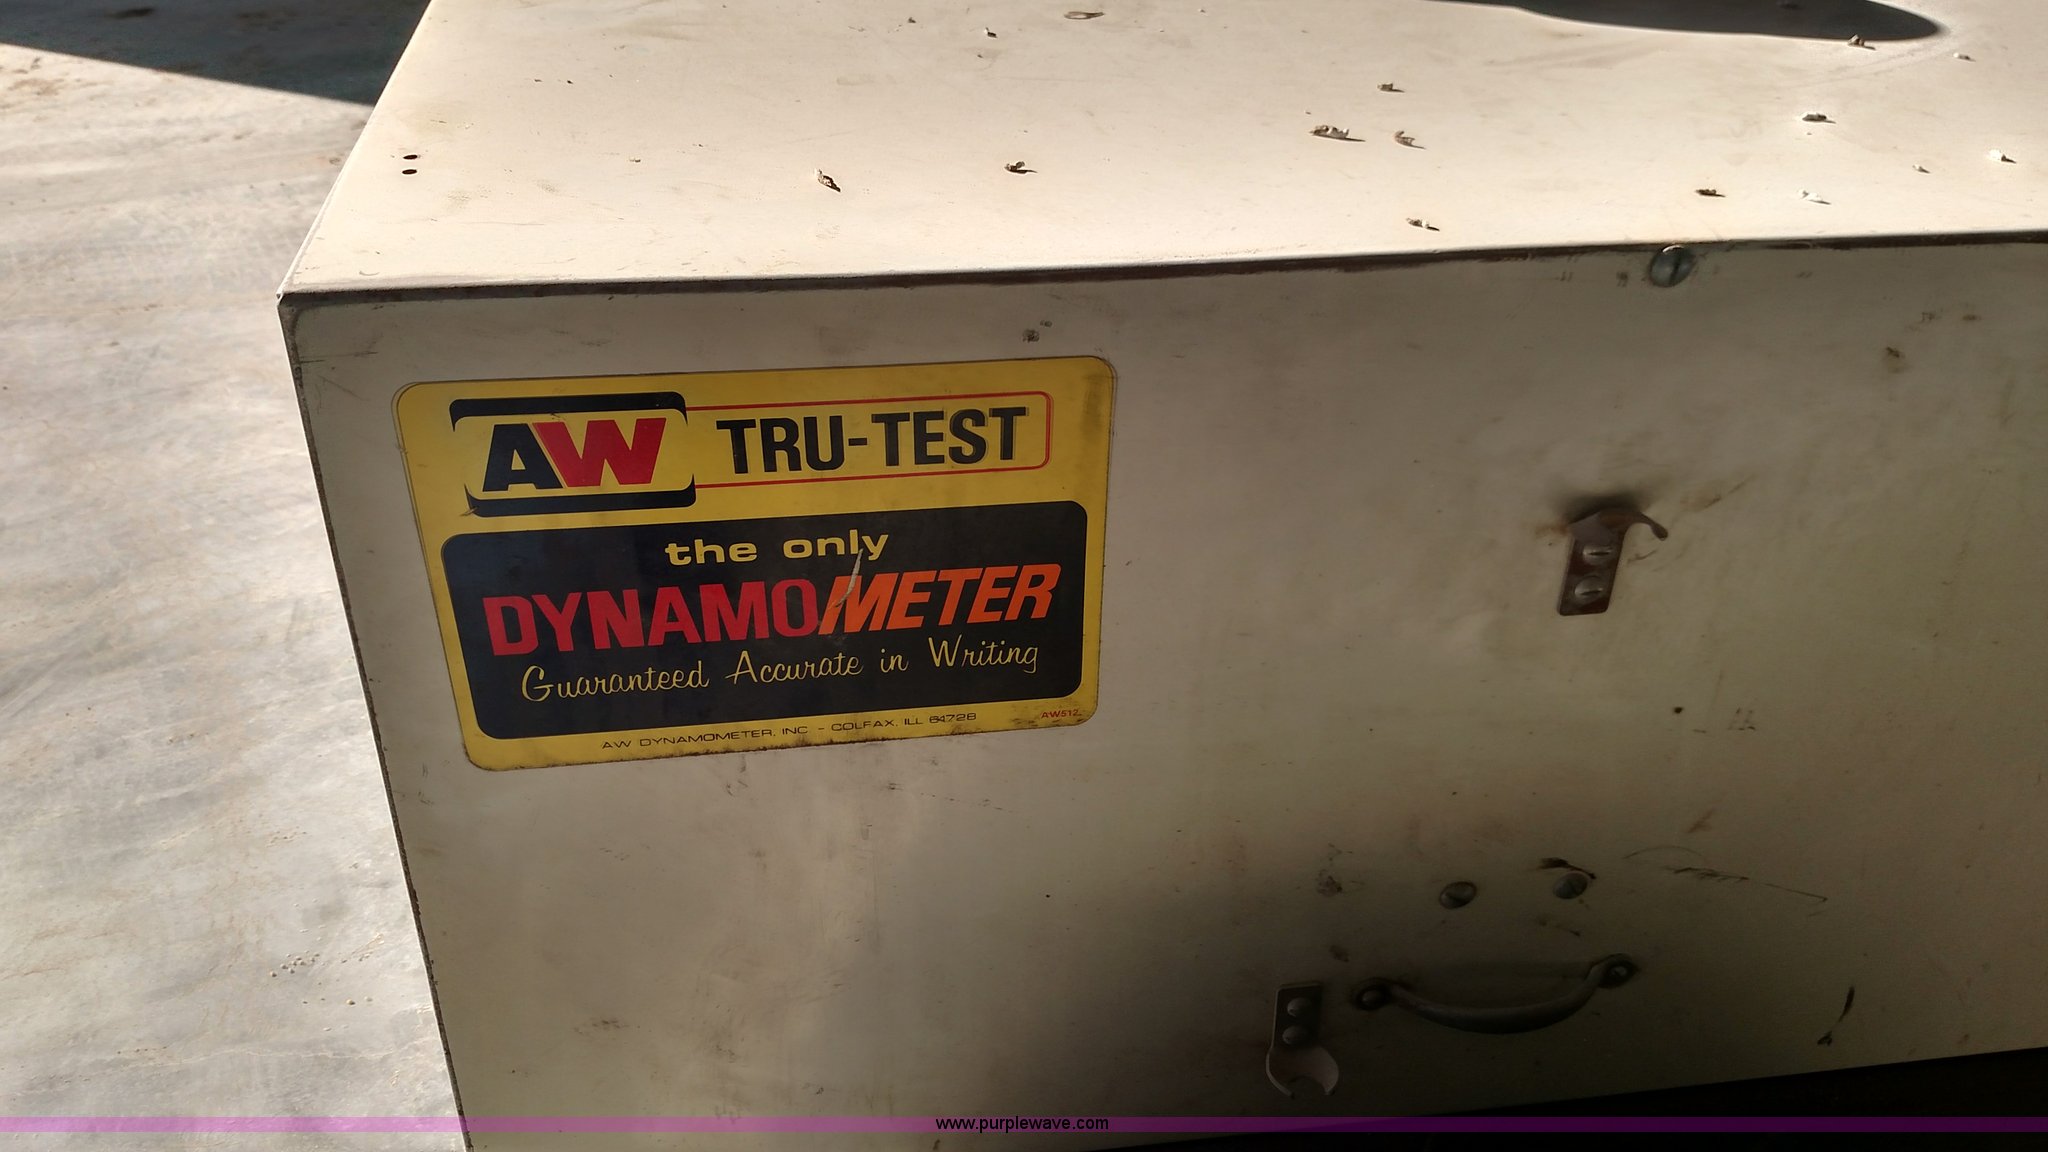 AW TRU-TEST
the only
DYNAMOMETER
Guaranteed Accurate in Writing
AW DYNAMOMETER, INC - COLFAX, ILL 61728
AW512
www.purplewave.com